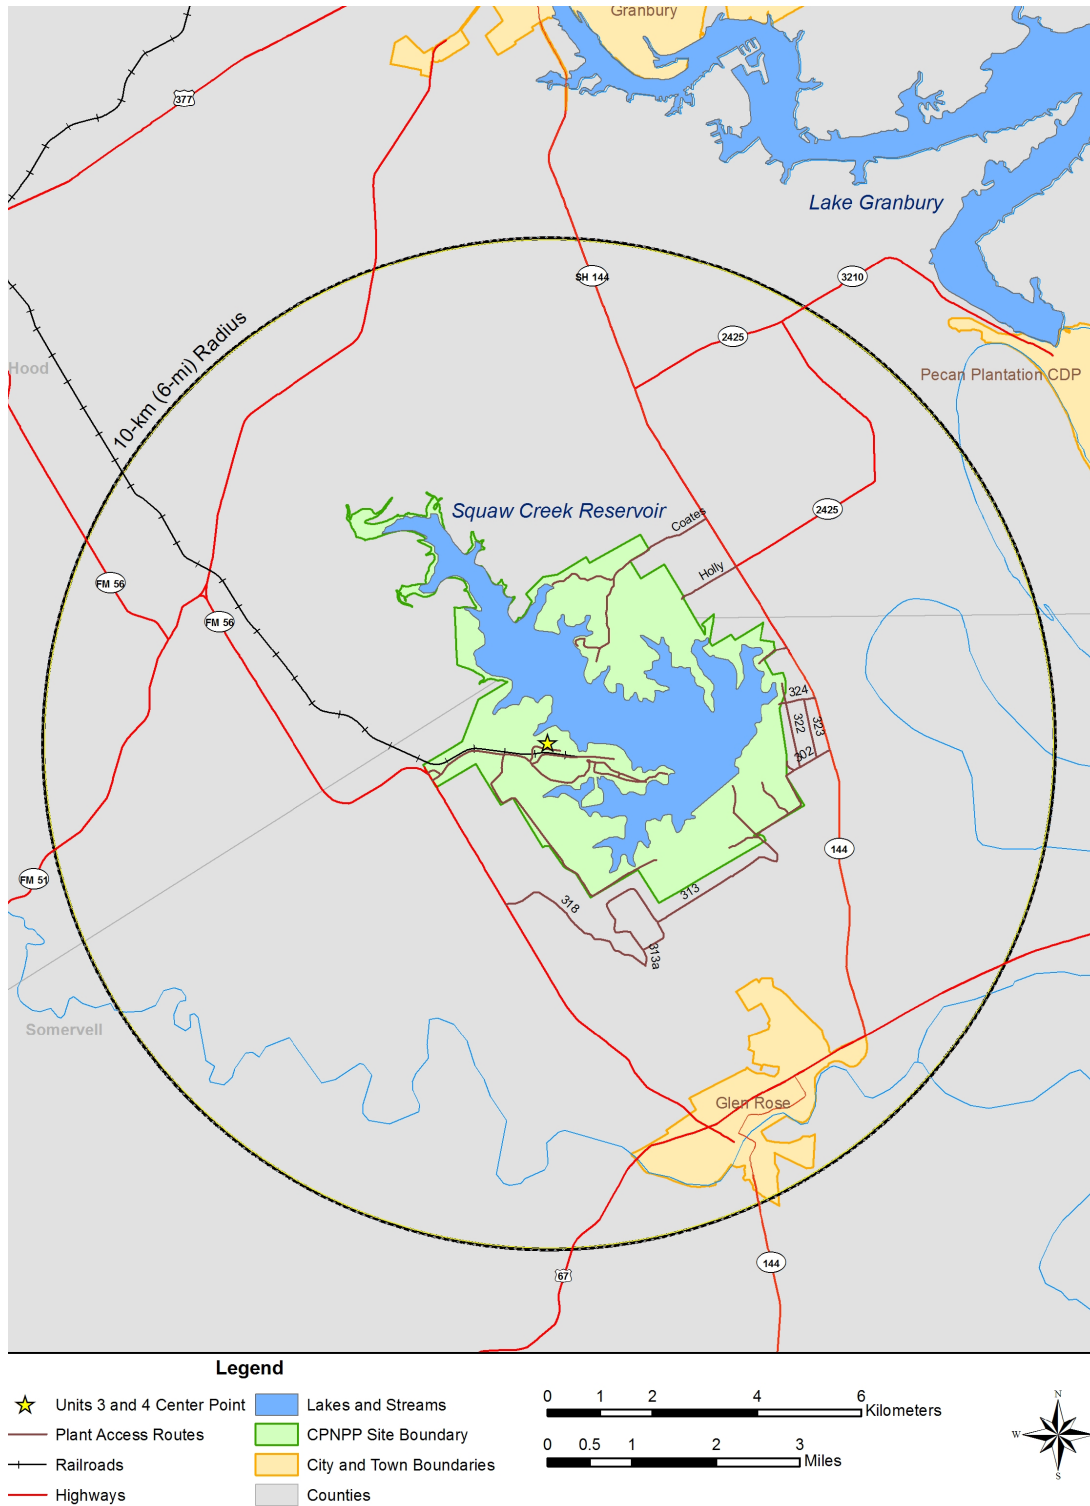 Granbury
377
Lake Granbury
SH 144
3210
2425
10-km (6-mi) Radius
Hood
Pecan Plantation CDP
Squaw Creek Reservoir
Coates
2425
Holly
FM 56
FM 56
324
322
323
302
144
FM 51
318
313
313a
Somervell
Glen Rose
144
67
Legend
Units 3 and 4 Center Point
Plant Access Routes
Railroads
Highways
Lakes and Streams
CPNPP Site Boundary
City and Town Boundaries
Counties
0 1 2 4 6
Kilometers
0 0.5 1 2 3
Miles
N
W E
S